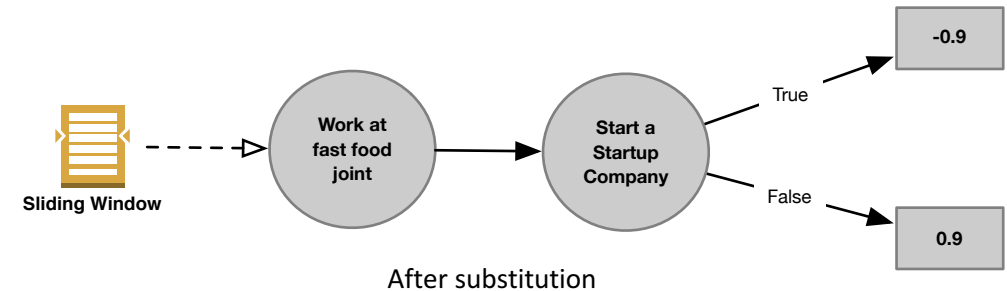 Sliding Window
Work at
fast food
joint
Start a
Startup
Company
True
False
-0.9
0.9
After substitution